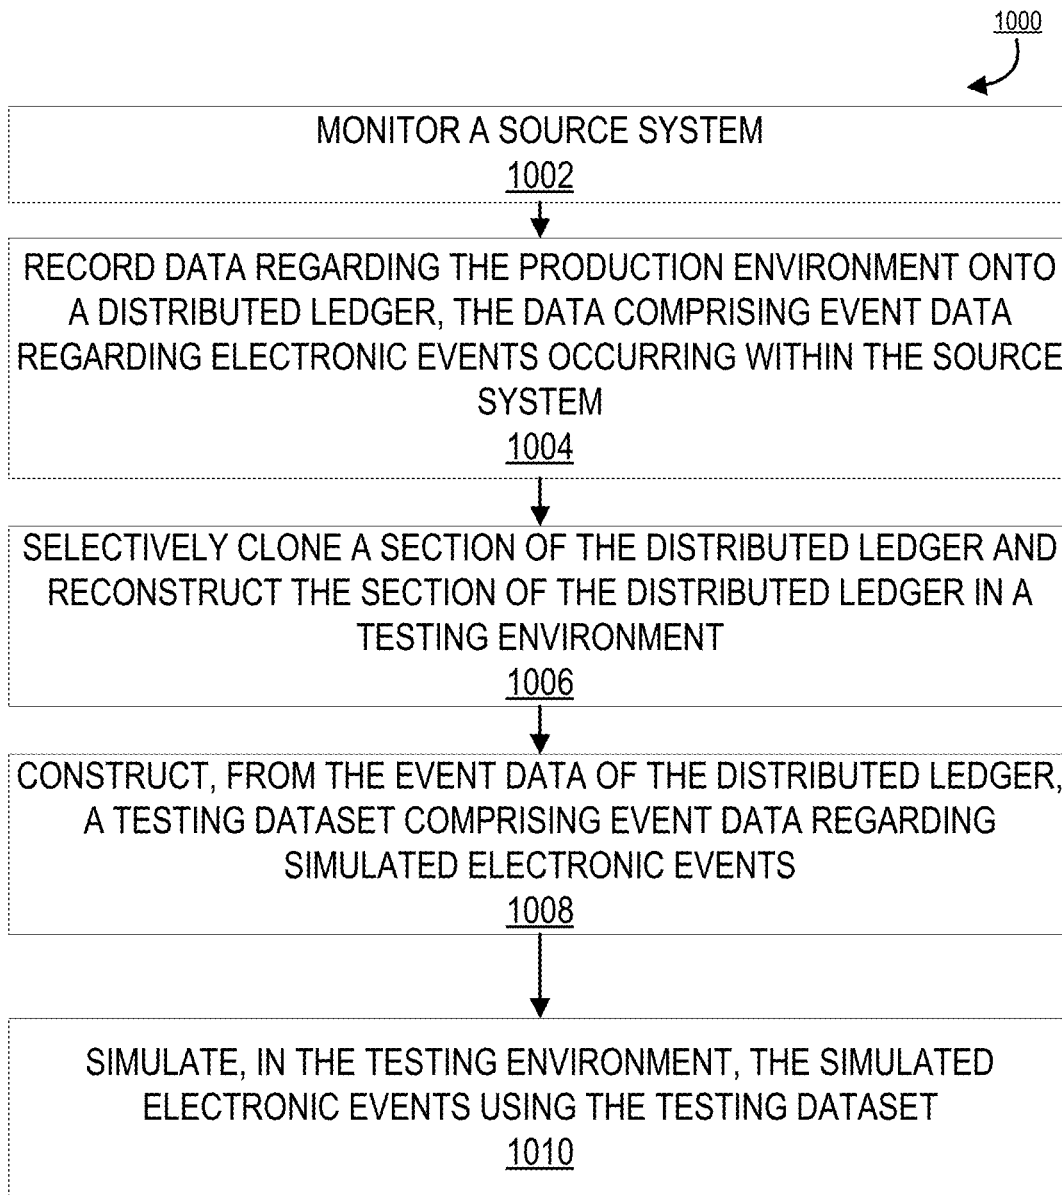 1000
MONITOR A SOURCE SYSTEM
1002
RECORD DATA REGARDING THE PRODUCTION ENVIRONMENT ONTO
A DISTRIBUTED LEDGER, THE DATA COMPRISING EVENT DATA
REGARDING ELECTRONIC EVENTS OCCURRING WITHIN THE SOURCE
SYSTEM
1004
SELECTIVELY CLONE A SECTION OF THE DISTRIBUTED LEDGER AND
RECONSTRUCT THE SECTION OF THE DISTRIBUTED LEDGER IN A
TESTING ENVIRONMENT
1006
CONSTRUCT, FROM THE EVENT DATA OF THE DISTRIBUTED LEDGER,
A TESTING DATASET COMPRISING EVENT DATA REGARDING
SIMULATED ELECTRONIC EVENTS
1008
SIMULATE, IN THE TESTING ENVIRONMENT, THE SIMULATED
ELECTRONIC EVENTS USING THE TESTING DATASET
1010